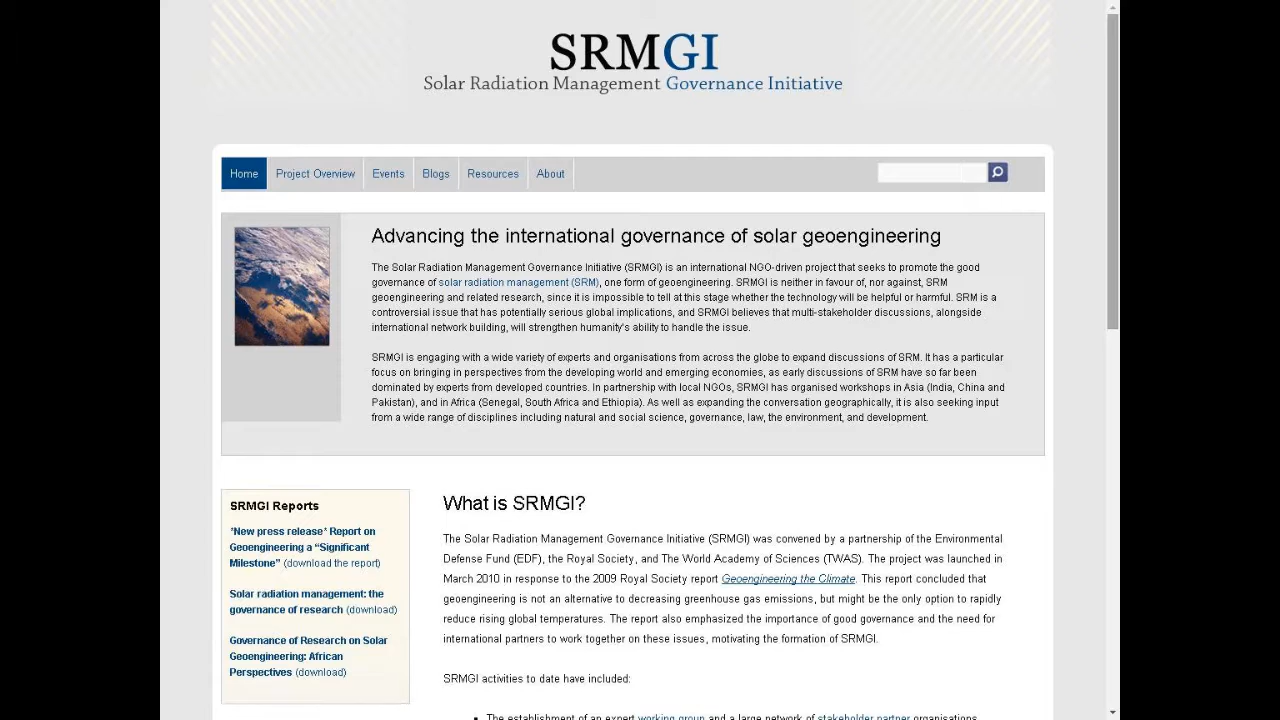 SRMGI
Solar Radiation Management Governance Initiative
Home
Project Overview
Events
Blogs
Resources
About
Advancing the international governance of solar geoengineering
The Solar Radiation Management Governance Initiative (SRMGI) is an international NGO-driven project that seeks to promote the good
governance of solar radiation management (SRM), one form of geoengineering. SRMGI is neither in favour of, nor against, SRM
geoengineering and related research, since it is impossible to tell at this stage whether the technology will be helpful or harmful. SRM is a
controversial issue that has potentially serious global implications, and SRMGI believes that multi-stakeholder discussions, alongside
international network building, will strengthen humanity's ability to handle the issue.
SRMGI is engaging with a wide variety of experts and organisations from across the globe to expand discussions of SRM. It has a particular
focus on bringing in perspectives from the developing world and emerging economies, as early discussions of SRM have so far been
dominated by experts from developed countries. In partnership with local NGOs, SRMGI has organised workshops in Asia (India, China and
Pakistan), and in Africa (Senegal, South Africa and Ethiopia). As well as expanding the conversation geographically, it is also seeking input
from a wide range of disciplines including natural and social science, governance, law, the environment, and development.
SRMGI Reports
*New press release* Report on
Geoengineering a “Significant
Milestone” (download the report)
Solar radiation management: the
governance of research (download)
Governance of Research on Solar
Geoengineering: African
Perspectives (download)
What is SRMGI?
The Solar Radiation Management Governance Initiative (SRMGI) was convened by a partnership of the Environmental
Defense Fund (EDF), the Royal Society, and The World Academy of Sciences (TWAS). The project was launched in
March 2010 in response to the 2009 Royal Society report Geoengineering the Climate. This report concluded that
geoengineering is not an alternative to decreasing greenhouse gas emissions, but might be the only option to rapidly
reduce rising global temperatures. The report also emphasized the importance of good governance and the need for
international partners to work together on these issues, motivating the formation of SRMGI.
SRMGI activities to date have included:
The establishment of an expert working group and a large network of stakeholder partner organisations